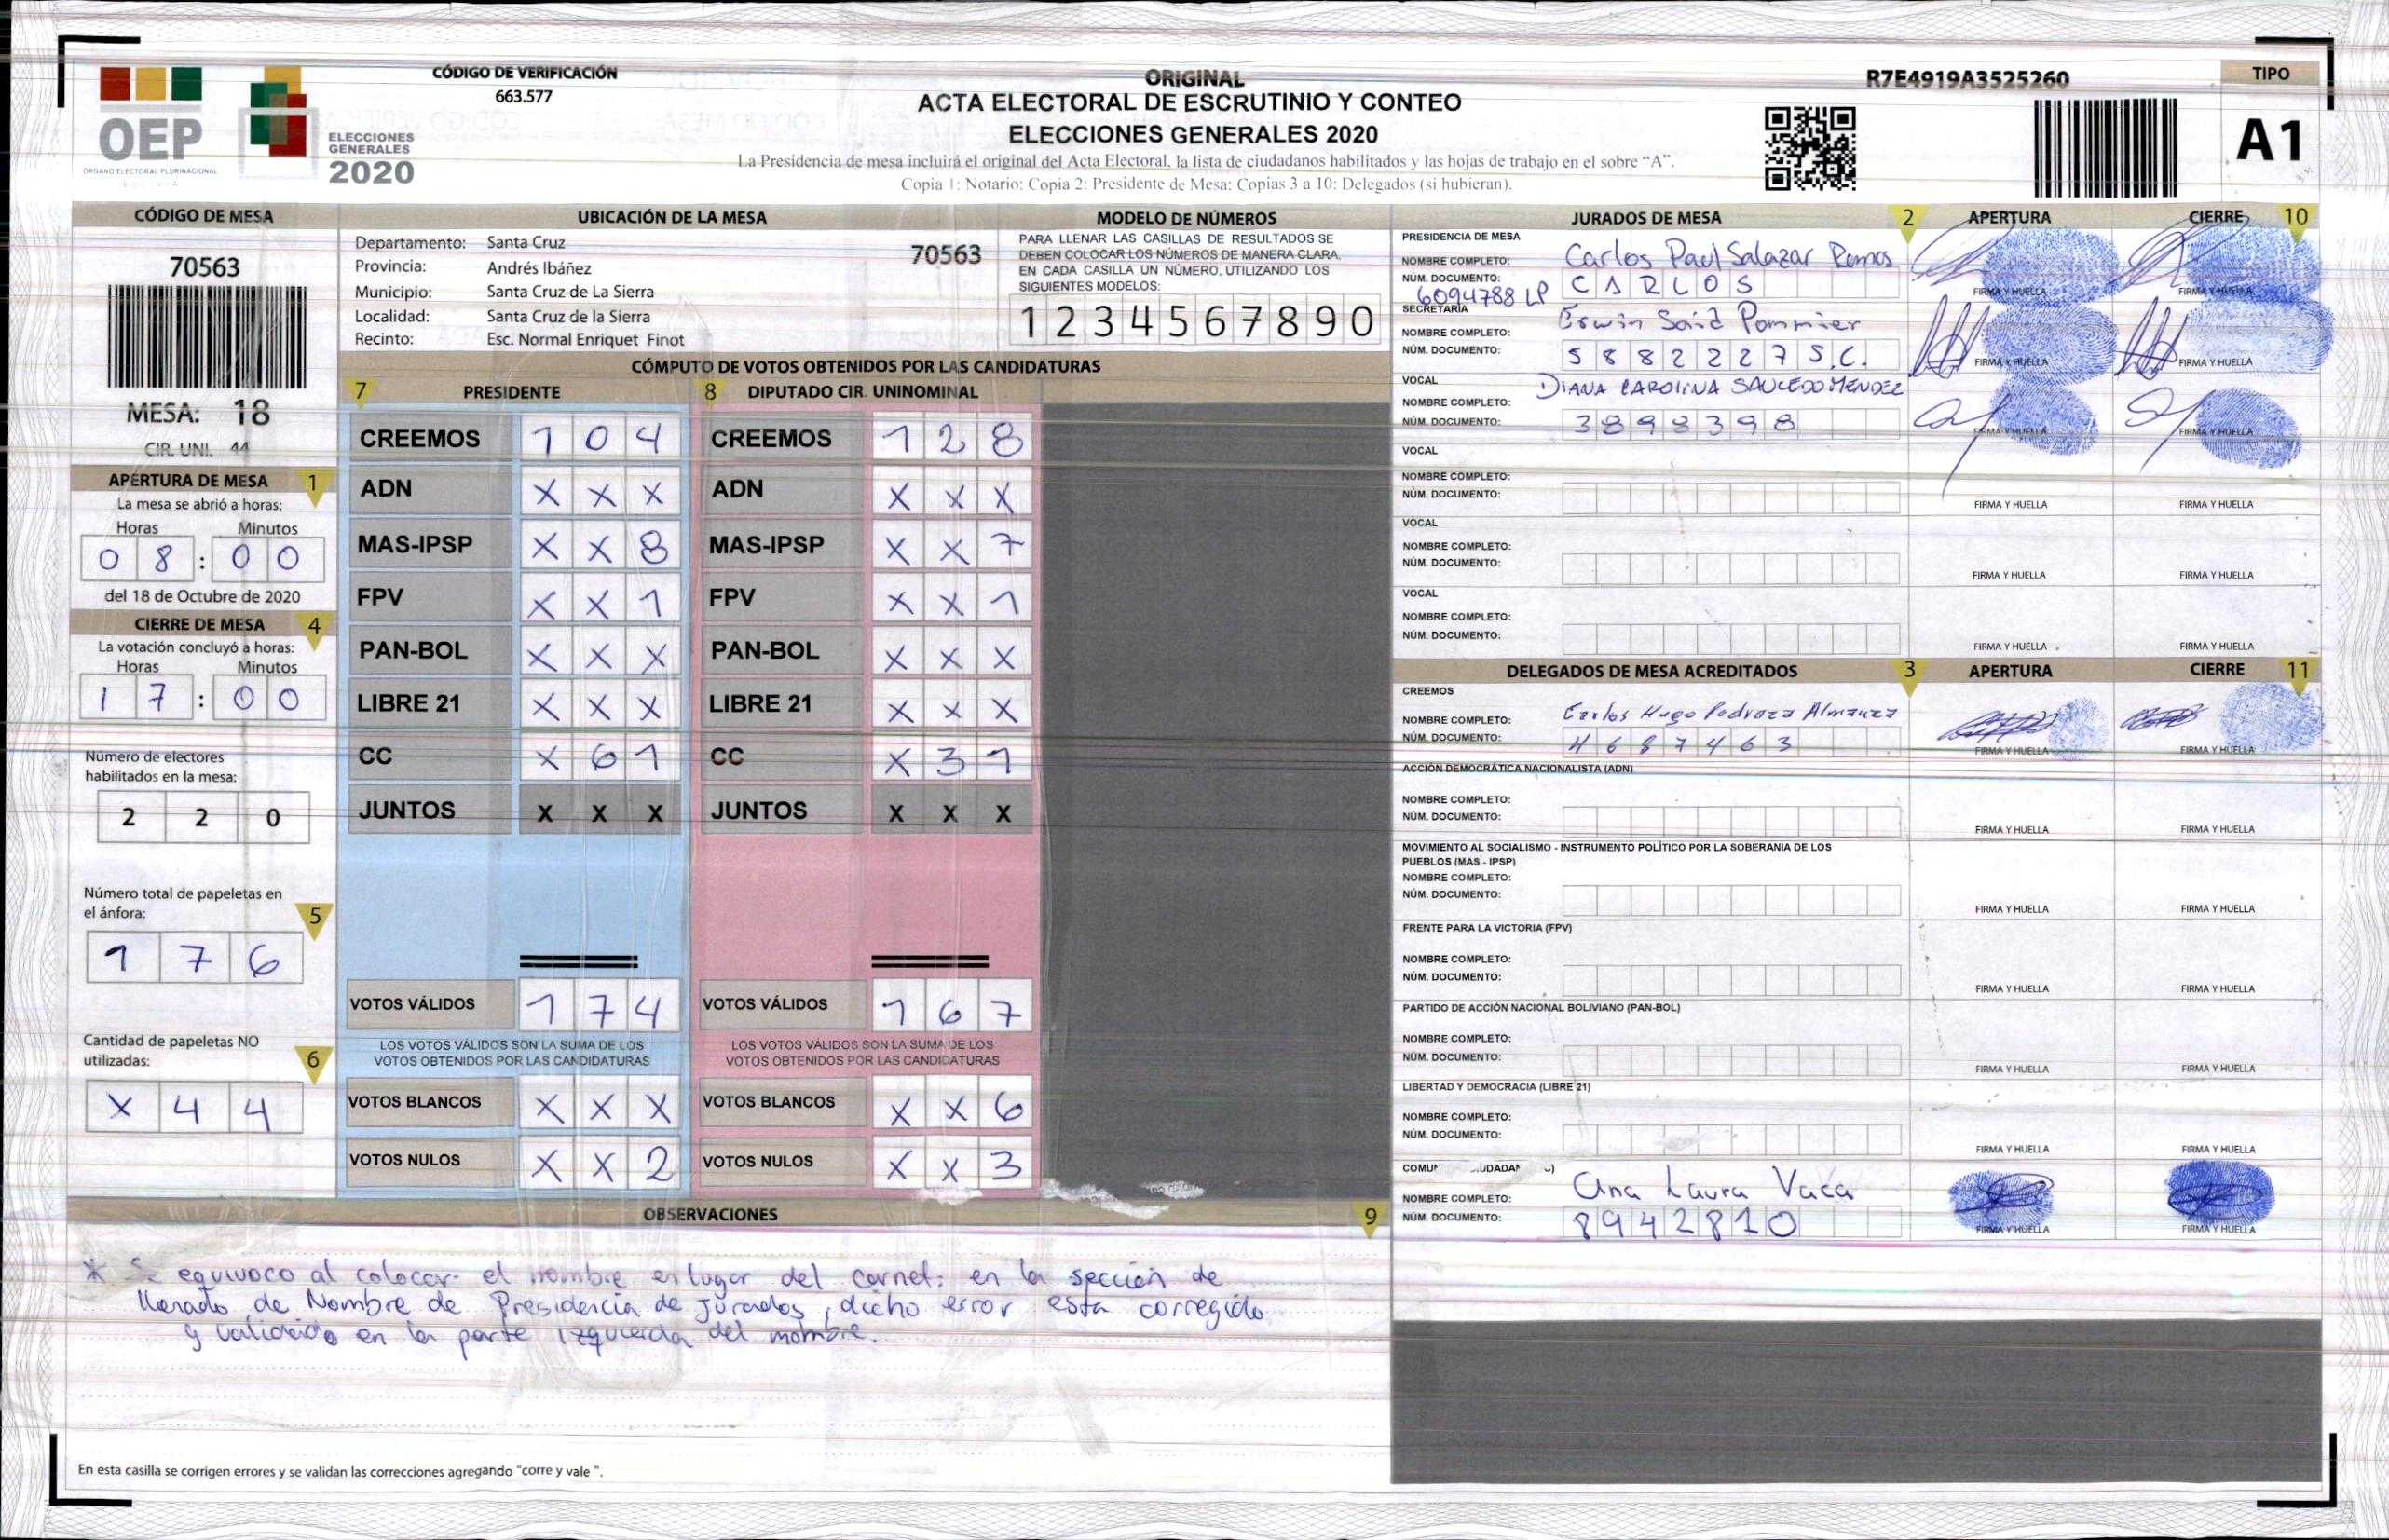 CÓDIGO DE VERIFICACIÓN
663.577
OEP
ÓRGANO ELECTORAL PLURINACIONAL
BOLIVIA
ELECCIONES
GENERALES
2020
ORIGINAL
ACTA ELECTORAL DE ESCRUTINIO Y CONTEO
ELECCIONES GENERALES 2020
La Presidencia de mesa incluirá el original del Acta Electoral, la lista de ciudadanos habilitados y las hojas de trabajo en el sobre “A”.
Copia 1: Notario: Copia 2: Presidente de Mesa: Copias 3 a 10: Delegados (si hubieran).
R7E4919A3525260
TIPO
A1
CÓDIGO DE MESA
70563
MESA: 18
CIR. UNI. 44
APERTURA DE MESA 1
La mesa se abrió a horas:
Horas Minutos
0 8 : 0 0
del 18 de Octubre de 2020
CIERRE DE MESA 4
La votación concluyó a horas:
Horas Minutos
1 7 : 0 0
Número de electores
habilitados en la mesa:
2 2 0
Número total de papeletas en
el ánfora: 5
1 7 6
Cantidad de papeletas NO
utilizadas: 6
X 4 4
UBICACIÓN DE LA MESA
Departamento: Santa Cruz 70563
Provincia: Andrés Ibáñez
Municipio: Santa Cruz de La Sierra
Localidad: Santa Cruz de la Sierra
Recinto: Esc. Normal Enriquet Finot
MODELO DE NÚMEROS
PARA LLENAR LAS CASILLAS DE RESULTADOS SE
DEBEN COLOCAR LOS NÚMEROS DE MANERA CLARA,
EN CADA CASILLA UN NÚMERO, UTILIZANDO LOS
SIGUIENTES MODELOS:
1 2 3 4 5 6 7 8 9 0
CÓMPUTO DE VOTOS OBTENIDOS POR LAS CANDIDATURAS
7 PRESIDENTE 8 DIPUTADO CIR. UNINOMINAL
CREEMOS 1 0 4 CREEMOS 1 2 8
ADN X X X ADN X X X
MAS-IPSP X X 8 MAS-IPSP X X 7
FPV X X 1 FPV X X 1
PAN-BOL X X X PAN-BOL X X X
LIBRE 21 X X X LIBRE 21 X X X
CC X 6 1 CC X 3 1
JUNTOS X X X JUNTOS X X X
VOTOS VÁLIDOS 1 7 4 VOTOS VÁLIDOS 1 6 7
LOS VOTOS VÁLIDOS SON LA SUMA DE LOS LOS VOTOS VÁLIDOS SON LA SUMA DE LOS
VOTOS OBTENIDOS POR LAS CANDIDATURAS VOTOS OBTENIDOS POR LAS CANDIDATURAS
VOTOS BLANCOS X X X VOTOS BLANCOS X X 6
VOTOS NULOS X X 2 VOTOS NULOS X X 3
OBSERVACIONES 9
* Se equivoco al colocar el nombre en lugar del carnet: en la sección de
llenado de Nombre de Presidencia de jurados, dicho error esta corregido
y validado en la parte izquierda del nombre.
En esta casilla se corrigen errores y se validan las correcciones agregando “corre y vale ”.
JURADOS DE MESA 2 APERTURA CIERRE 10
PRESIDENCIA DE MESA
NOMBRE COMPLETO: Carlos Paul Salazar Ramos
NÚM. DOCUMENTO: C A R L O S
6094788 LP
FIRMA Y HUELLA FIRMA Y HUELLA
SECRETARIA
NOMBRE COMPLETO: Erwin Said Pommier
NÚM. DOCUMENTO: 5 8 8 2 2 2 7 S.C.
FIRMA Y HUELLA FIRMA Y HUELLA
VOCAL
NOMBRE COMPLETO: DIANA CAROLINA SAUCEDO MENDEZ
NÚM. DOCUMENTO: 3 8 9 8 3 9 8
FIRMA Y HUELLA FIRMA Y HUELLA
VOCAL
NOMBRE COMPLETO:
NÚM. DOCUMENTO:
FIRMA Y HUELLA FIRMA Y HUELLA
VOCAL
NOMBRE COMPLETO:
NÚM. DOCUMENTO:
FIRMA Y HUELLA FIRMA Y HUELLA
VOCAL
NOMBRE COMPLETO:
NÚM. DOCUMENTO:
FIRMA Y HUELLA FIRMA Y HUELLA
DELEGADOS DE MESA ACREDITADOS 3 APERTURA CIERRE 11
CREEMOS
NOMBRE COMPLETO: Carlos Hugo Pedraza Almanza
NÚM. DOCUMENTO: 4 6 8 7 4 6 3
FIRMA Y HUELLA FIRMA Y HUELLA
ACCIÓN DEMOCRÁTICA NACIONALISTA (ADN)
NOMBRE COMPLETO:
NÚM. DOCUMENTO:
FIRMA Y HUELLA FIRMA Y HUELLA
MOVIMIENTO AL SOCIALISMO - INSTRUMENTO POLÍTICO POR LA SOBERANIA DE LOS
PUEBLOS (MAS - IPSP)
NOMBRE COMPLETO:
NÚM. DOCUMENTO:
FIRMA Y HUELLA FIRMA Y HUELLA
FRENTE PARA LA VICTORIA (FPV)
NOMBRE COMPLETO:
NÚM. DOCUMENTO:
FIRMA Y HUELLA FIRMA Y HUELLA
PARTIDO DE ACCIÓN NACIONAL BOLIVIANO (PAN-BOL)
NOMBRE COMPLETO:
NÚM. DOCUMENTO:
FIRMA Y HUELLA FIRMA Y HUELLA
LIBERTAD Y DEMOCRACIA (LIBRE 21)
NOMBRE COMPLETO:
NÚM. DOCUMENTO:
FIRMA Y HUELLA FIRMA Y HUELLA
NOMBRE COMPLETO: Ana Laura Vaca
NÚM. DOCUMENTO: 8 9 4 2 8 1 0
FIRMA Y HUELLA FIRMA Y HUELLA